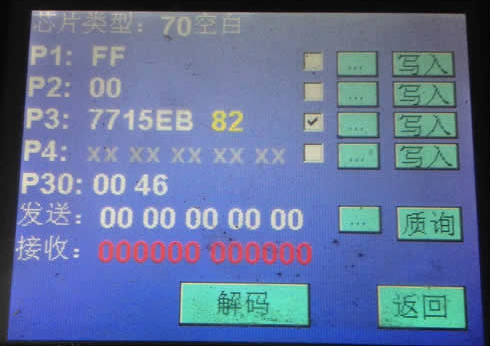 芯片类型：70空白
P1: FF ... 写入
P2: 00 ... 写入
P3: 7715EB 82 ... 写入
P4: xx xx xx xx xx xx ... 写入
P30: 00 46
发送：00 00 00 00 00 ... 质询
接收：000000 000000
解码 返回